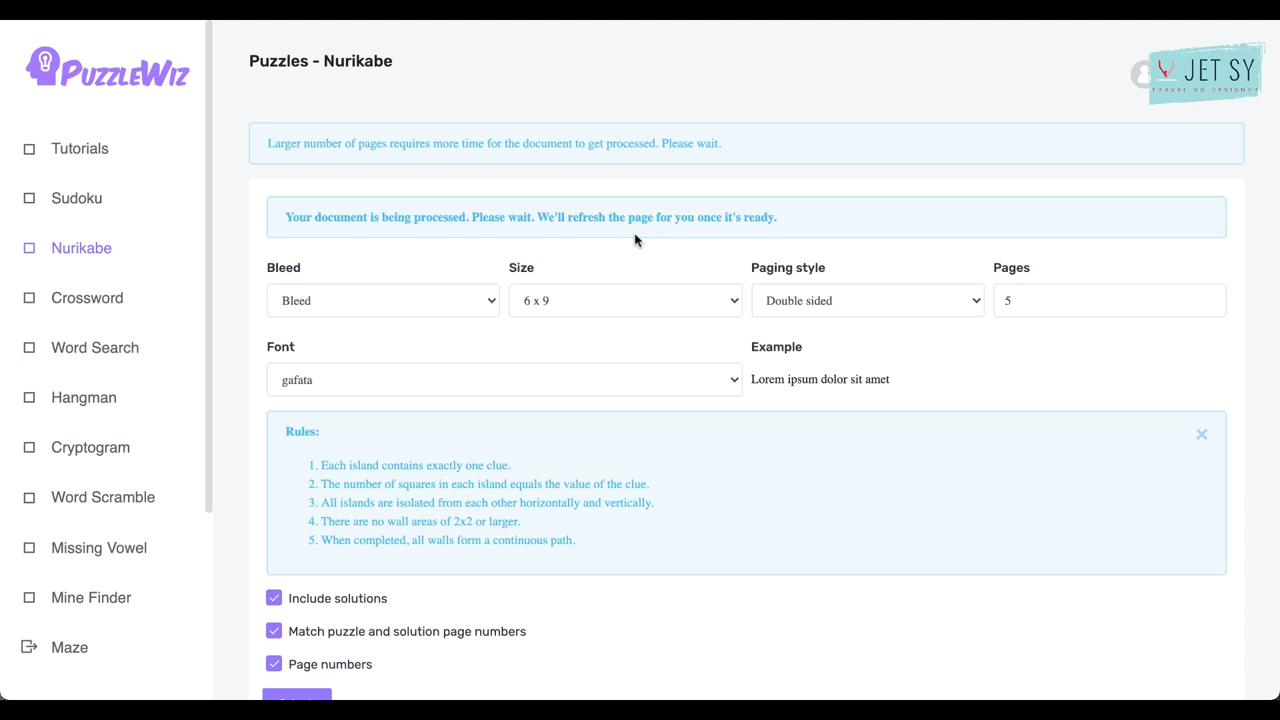 PUZZLEWIZ
Puzzles - Nurikabe
JET SY
TRAVELING DESIGNER
Larger number of pages requires more time for the document to get processed. Please wait.
Your document is being processed. Please wait. We'll refresh the page for you once it's ready.
Tutorials
Sudoku
Nurikabe
Crossword
Word Search
Hangman
Cryptogram
Word Scramble
Missing Vowel
Mine Finder
Maze
Bleed
Size
Paging style
Pages
Bleed
6 x 9
Double sided
5
Font
Example
gafata
Lorem ipsum dolor sit amet
Rules:
1. Each island contains exactly one clue.
2. The number of squares in each island equals the value of the clue.
3. All islands are isolated from each other horizontally and vertically.
4. There are no wall areas of 2x2 or larger.
5. When completed, all walls form a continuous path.
Include solutions
Match puzzle and solution page numbers
Page numbers